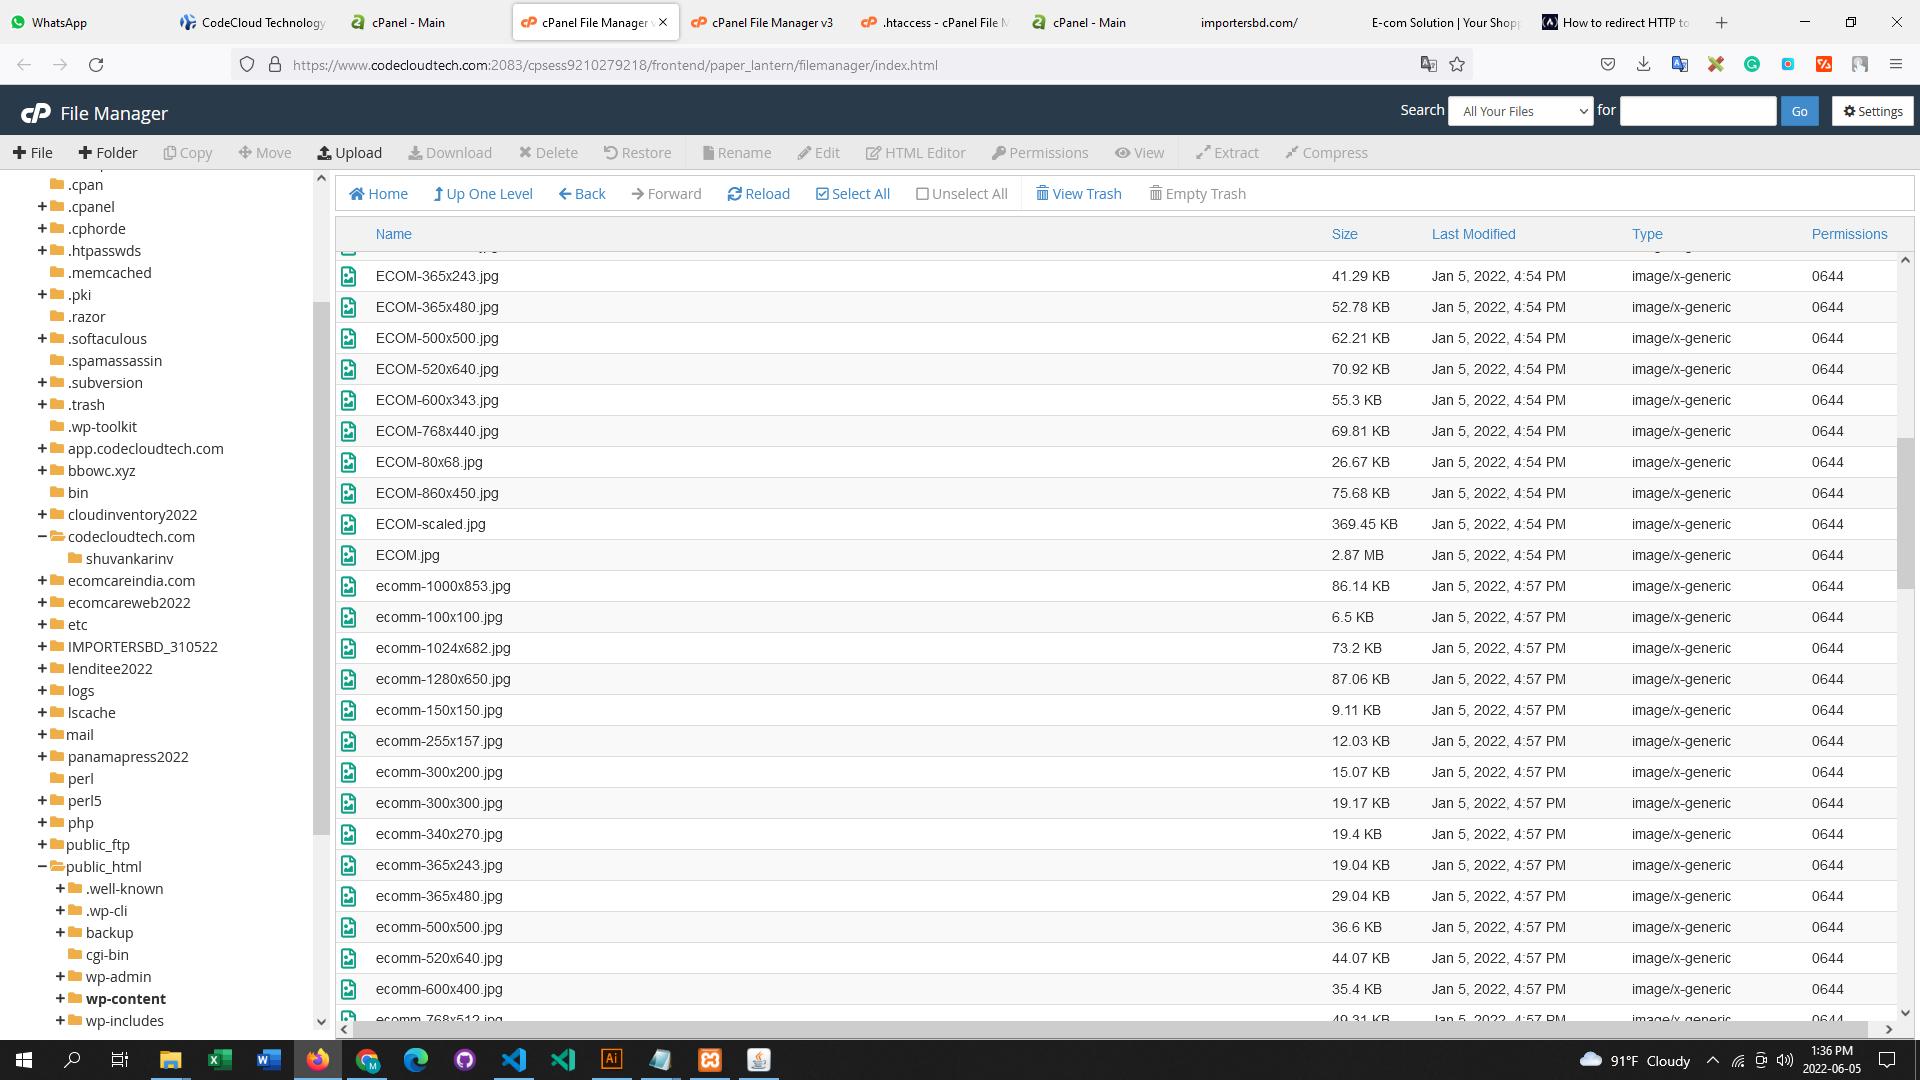 WhatsApp
CodeCloud Technology
cPanel - Main
cPanel File Manager v
cPanel File Manager v3
.htaccess - cPanel File M
cPanel - Main
importersbd.com/
E-com Solution | Your Shopp
How to redirect HTTP to
https://www.codecloudtech.com:2083/cpsess9210279218/frontend/paper_lantern/filemanager/index.html
cP File Manager
Search All Your Files for Go Settings
File Folder Copy Move Upload Download Delete Restore Rename Edit HTML Editor Permissions View Extract Compress
Home Up One Level Back Forward Reload Select All Unselect All View Trash Empty Trash
.cpan
.cpanel
.cphorde
.htpasswds
.memcached
.pki
.razor
.softaculous
.spamassassin
.subversion
.trash
.wp-toolkit
app.codecloudtech.com
bbowc.xyz
bin
cloudinventory2022
codecloudtech.com
shuvankarinv
ecomcareindia.com
ecomcareweb2022
etc
IMPORTERSBD_310522
lenditee2022
logs
lscache
mail
panamapress2022
perl
perl5
php
public_ftp
public_html
.well-known
.wp-cli
backup
cgi-bin
wp-admin
wp-content
wp-includes
Name Size Last Modified Type Permissions
ECOM-365x243.jpg 41.29 KB Jan 5, 2022, 4:54 PM image/x-generic 0644
ECOM-365x480.jpg 52.78 KB Jan 5, 2022, 4:54 PM image/x-generic 0644
ECOM-500x500.jpg 62.21 KB Jan 5, 2022, 4:54 PM image/x-generic 0644
ECOM-520x640.jpg 70.92 KB Jan 5, 2022, 4:54 PM image/x-generic 0644
ECOM-600x343.jpg 55.3 KB Jan 5, 2022, 4:54 PM image/x-generic 0644
ECOM-768x440.jpg 69.81 KB Jan 5, 2022, 4:54 PM image/x-generic 0644
ECOM-80x68.jpg 26.67 KB Jan 5, 2022, 4:54 PM image/x-generic 0644
ECOM-860x450.jpg 75.68 KB Jan 5, 2022, 4:54 PM image/x-generic 0644
ECOM-scaled.jpg 369.45 KB Jan 5, 2022, 4:54 PM image/x-generic 0644
ECOM.jpg 2.87 MB Jan 5, 2022, 4:54 PM image/x-generic 0644
ecomm-1000x853.jpg 86.14 KB Jan 5, 2022, 4:57 PM image/x-generic 0644
ecomm-100x100.jpg 6.5 KB Jan 5, 2022, 4:57 PM image/x-generic 0644
ecomm-1024x682.jpg 73.2 KB Jan 5, 2022, 4:57 PM image/x-generic 0644
ecomm-1280x650.jpg 87.06 KB Jan 5, 2022, 4:57 PM image/x-generic 0644
ecomm-150x150.jpg 9.11 KB Jan 5, 2022, 4:57 PM image/x-generic 0644
ecomm-255x157.jpg 12.03 KB Jan 5, 2022, 4:57 PM image/x-generic 0644
ecomm-300x200.jpg 15.07 KB Jan 5, 2022, 4:57 PM image/x-generic 0644
ecomm-300x300.jpg 19.17 KB Jan 5, 2022, 4:57 PM image/x-generic 0644
ecomm-340x270.jpg 19.4 KB Jan 5, 2022, 4:57 PM image/x-generic 0644
ecomm-365x243.jpg 19.04 KB Jan 5, 2022, 4:57 PM image/x-generic 0644
ecomm-365x480.jpg 29.04 KB Jan 5, 2022, 4:57 PM image/x-generic 0644
ecomm-500x500.jpg 36.6 KB Jan 5, 2022, 4:57 PM image/x-generic 0644
ecomm-520x640.jpg 44.07 KB Jan 5, 2022, 4:57 PM image/x-generic 0644
ecomm-600x400.jpg 35.4 KB Jan 5, 2022, 4:57 PM image/x-generic 0644
ecomm-768x512.jpg 49.31 KB Jan 5, 2022, 4:57 PM image/x-generic 0644
91°F Cloudy
1:36 PM
2022-06-05